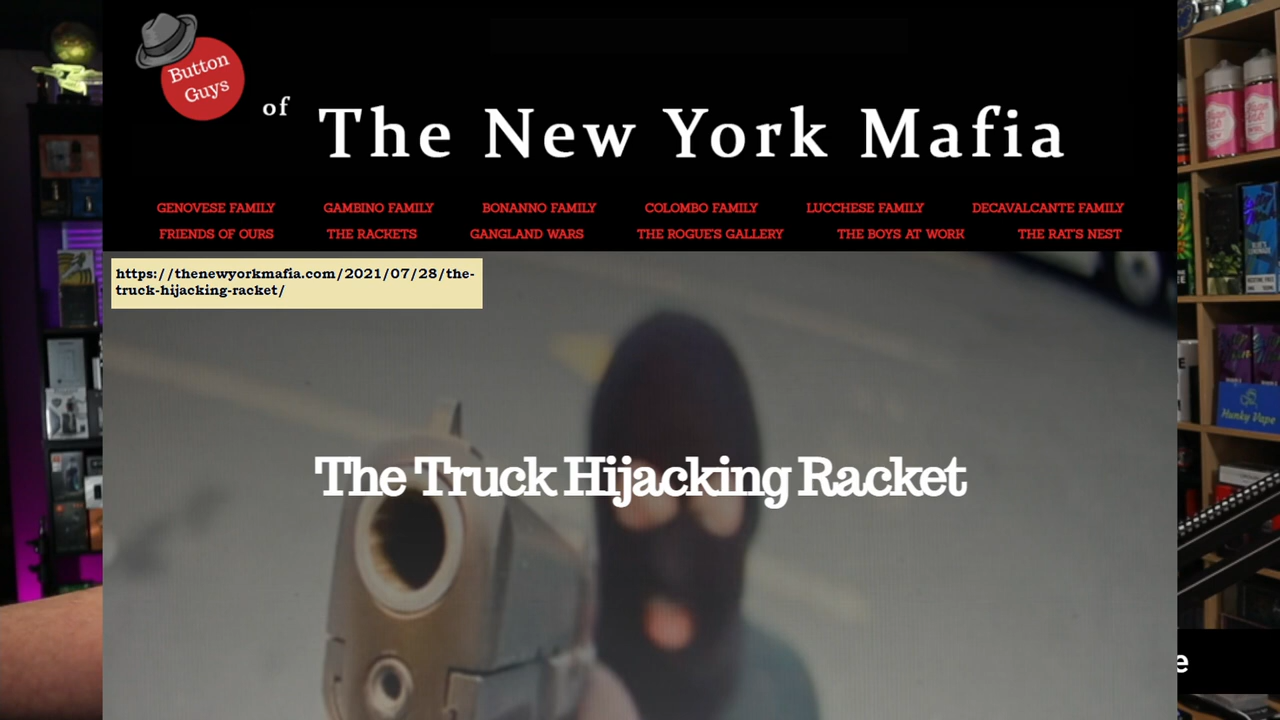 Button
Guys
of
The New York Mafia
GENOVESE FAMILY GAMBINO FAMILY BONANNO FAMILY COLOMBO FAMILY LUCCHESE FAMILY DECAVALCANTE FAMILY
FRIENDS OF OURS THE RACKETS GANGLAND WARS THE ROGUE'S GALLERY THE BOYS AT WORK THE RAT'S NEST
https://thenewyorkmafia.com/2021/07/28/the-
truck-hijacking-racket/
The Truck Hijacking Racket
Hunky Vape
e